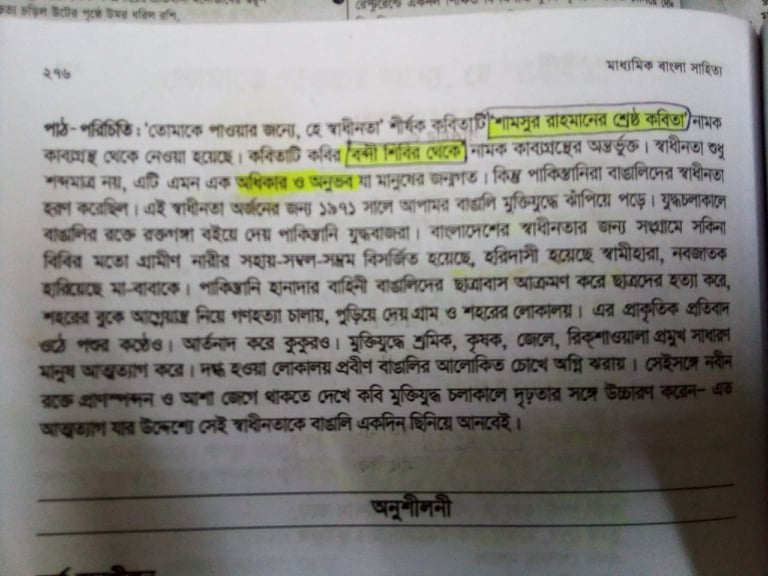 ২৭৬
মাধ্যমিক বাংলা সাহিত্য
পাঠ-পরিচিতি : 'তোমাকে পাওয়ার জন্যে, হে স্বাধীনতা' শীর্ষক কবিতাটি 'শামসুর রাহমানের শ্রেষ্ঠ কবিতা' নামক
কাব্যগ্রন্থ থেকে নেওয়া হয়েছে। কবিতাটি কবির বন্দী শিবির থেকে নামক কাব্যগ্রন্থের অন্তর্ভুক্ত। স্বাধীনতা শুধু
শব্দমাত্র নয়, এটি এমন এক অধিকার ও অনুভব যা মানুষের জন্মগত। কিন্তু পাকিস্তানিরা বাঙালিদের স্বাধীনতা
হরণ করেছিল। এই স্বাধীনতা অর্জনের জন্য ১৯৭১ সালে আপামর বাঙালি মুক্তিযুদ্ধে ঝাঁপিয়ে পড়ে। যুদ্ধচলাকালে
বাঙালির রক্তে রক্তগঙ্গা বইয়ে দেয় পাকিস্তানি যুদ্ধবাজরা। বাংলাদেশের স্বাধীনতার জন্য সংগ্রামে সকিনা
বিবির মতো গ্রামীণ নারীর সহায়-সম্বল-সম্ভ্রম বিসর্জিত হয়েছে, হরিদাসী হয়েছে স্বামীহারা, নবজাতক
হারিয়েছে মা-বাবাকে। পাকিস্তানি হানাদার বাহিনী বাঙালিদের ছাত্রাবাস আক্রমণ করে ছাত্রদের হত্যা করে,
শহরের বুকে আগ্নেয়াস্ত্র নিয়ে গণহত্যা চালায়, পুড়িয়ে দেয় গ্রাম ও শহরের লোকালয়। এর প্রাকৃতিক প্রতিবাদ
ওঠে পশুর কণ্ঠেও। আর্তনাদ করে কুকুরও। মুক্তিযুদ্ধে শ্রমিক, কৃষক, জেলে, রিকশাওয়ালা প্রমুখ সাধারণ
মানুষ আত্মত্যাগ করে। দগ্ধ হওয়া লোকালয় প্রবীণ বাঙালির আলোকিত চোখে অগ্নি ঝরায়। সেইসঙ্গে নবীন
রক্তে প্রাণস্পন্দন ও আশা জেগে থাকতে দেখে কবি মুক্তিযুদ্ধ চলাকালে দৃঢ়তার সঙ্গে উচ্চারণ করেন– এত
আত্মত্যাগ যার উদ্দেশ্যে সেই স্বাধীনতাকে বাঙালি একদিন ছিনিয়ে আনবেই।
অনুশীলনী